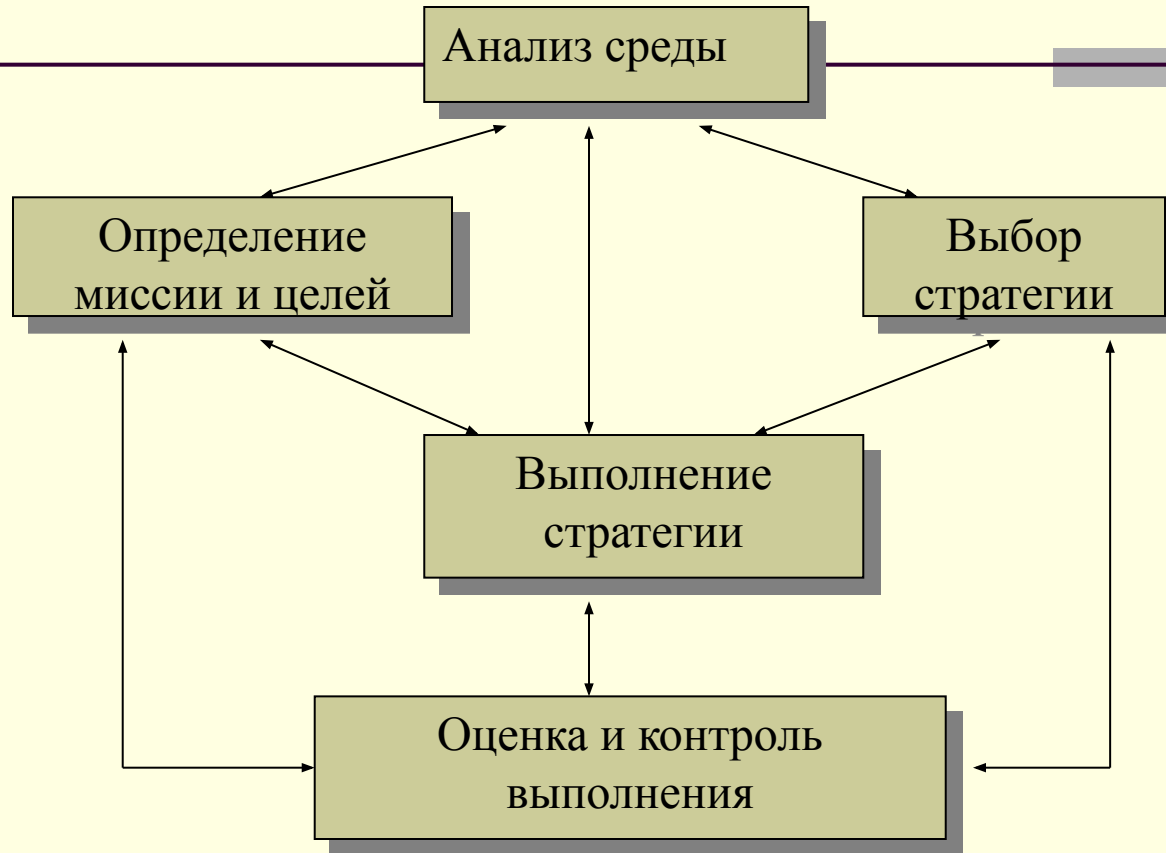 Анализ среды
Определение
миссии и целей
Выбор
стратегии
Выполнение
стратегии
Оценка и контроль
выполнения